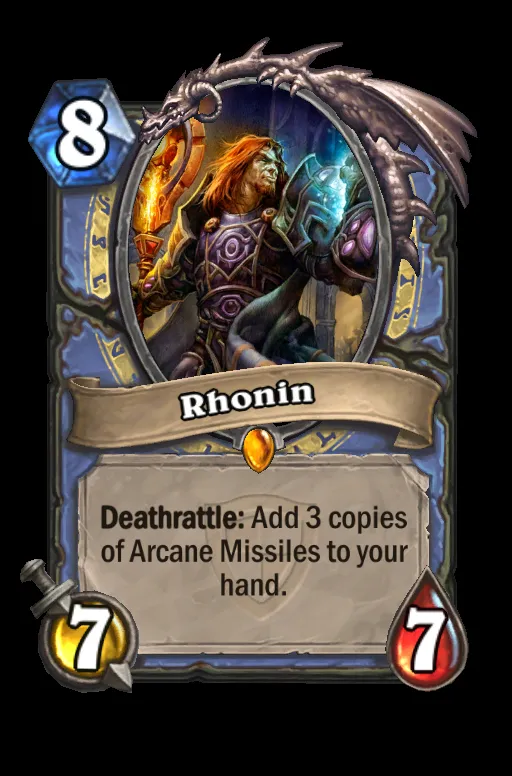 8
Rhonin
Deathrattle: Add 3 copies
of Arcane Missiles to your
hand.
7
7